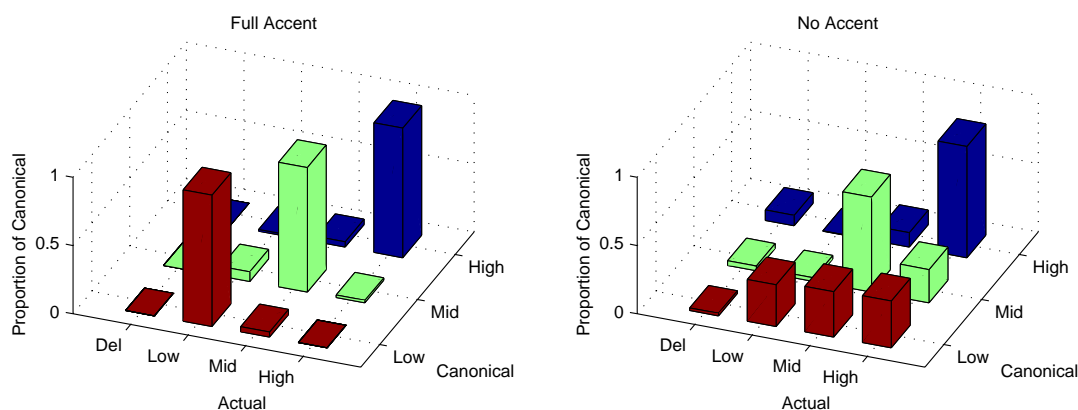 Full Accent
1
0.5
0
Proportion of Canonical
Del
Low
Mid
High
Actual
Low
Mid
High
Canonical
No Accent
1
0.5
0
Proportion of Canonical
Del
Low
Mid
High
Actual
Low
Mid
High
Canonical